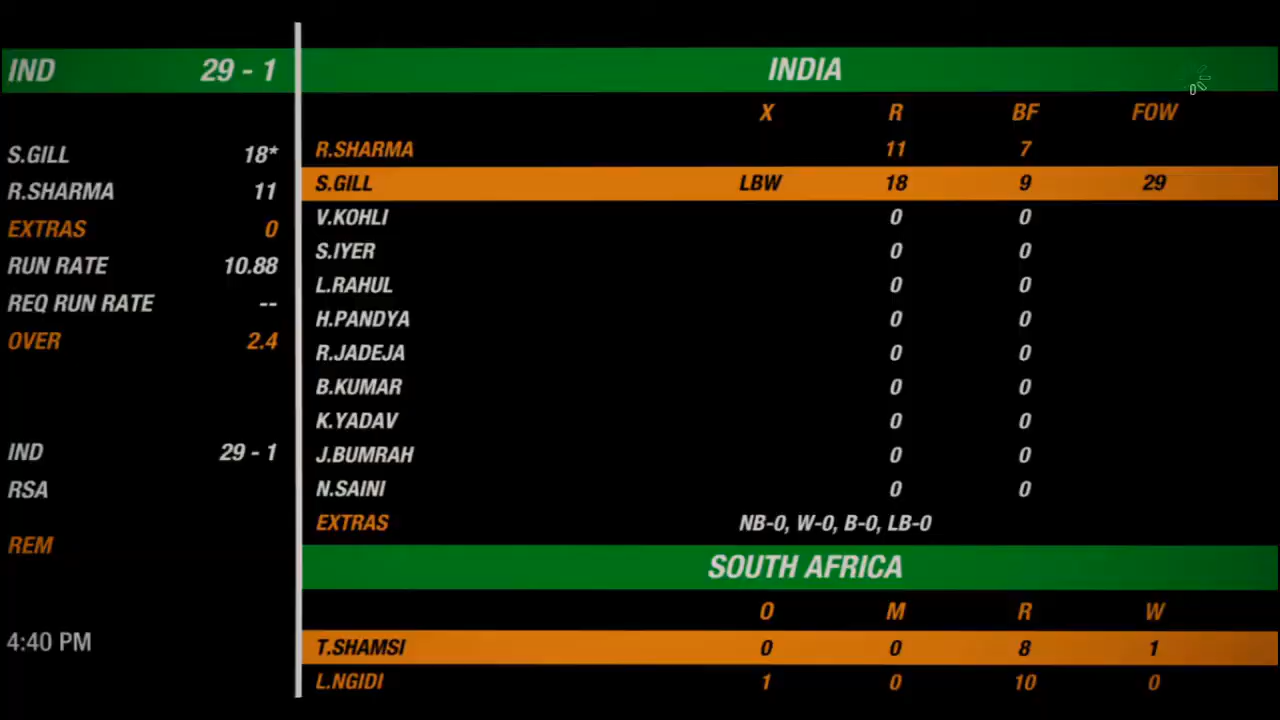 IND 29 - 1
S.GILL 18*
R.SHARMA 11
EXTRAS 0
RUN RATE 10.88
REQ RUN RATE --
OVER 2.4
IND 29 - 1
RSA
REM
4:40 PM
INDIA
X R BF FOW
R.SHARMA 11 7
S.GILL LBW 18 9 29
V.KOHLI 0 0
S.IYER 0 0
L.RAHUL 0 0
H.PANDYA 0 0
R.JADEJA 0 0
B.KUMAR 0 0
K.YADAV 0 0
J.BUMRAH 0 0
N.SAINI 0 0
EXTRAS NB-0, W-0, B-0, LB-0
SOUTH AFRICA
O M R W
T.SHAMSI 0 0 8 1
L.NGIDI 1 0 10 0